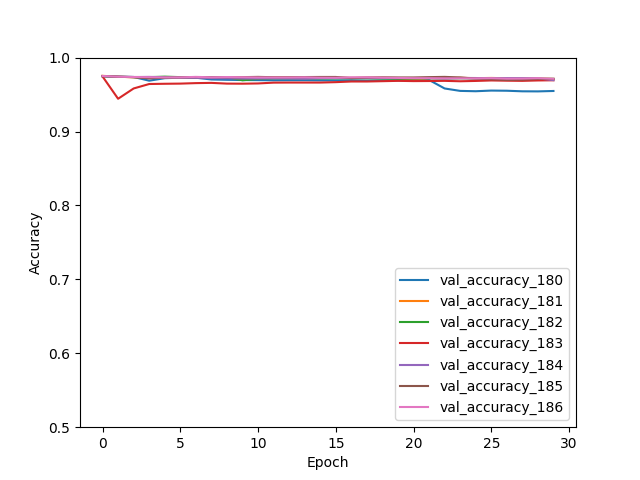 1.0
0.9
0.8
0.7
0.6
0.5
Accuracy
0 5 10 15 20 25 30
Epoch
val_accuracy_180
val_accuracy_181
val_accuracy_182
val_accuracy_183
val_accuracy_184
val_accuracy_185
val_accuracy_186